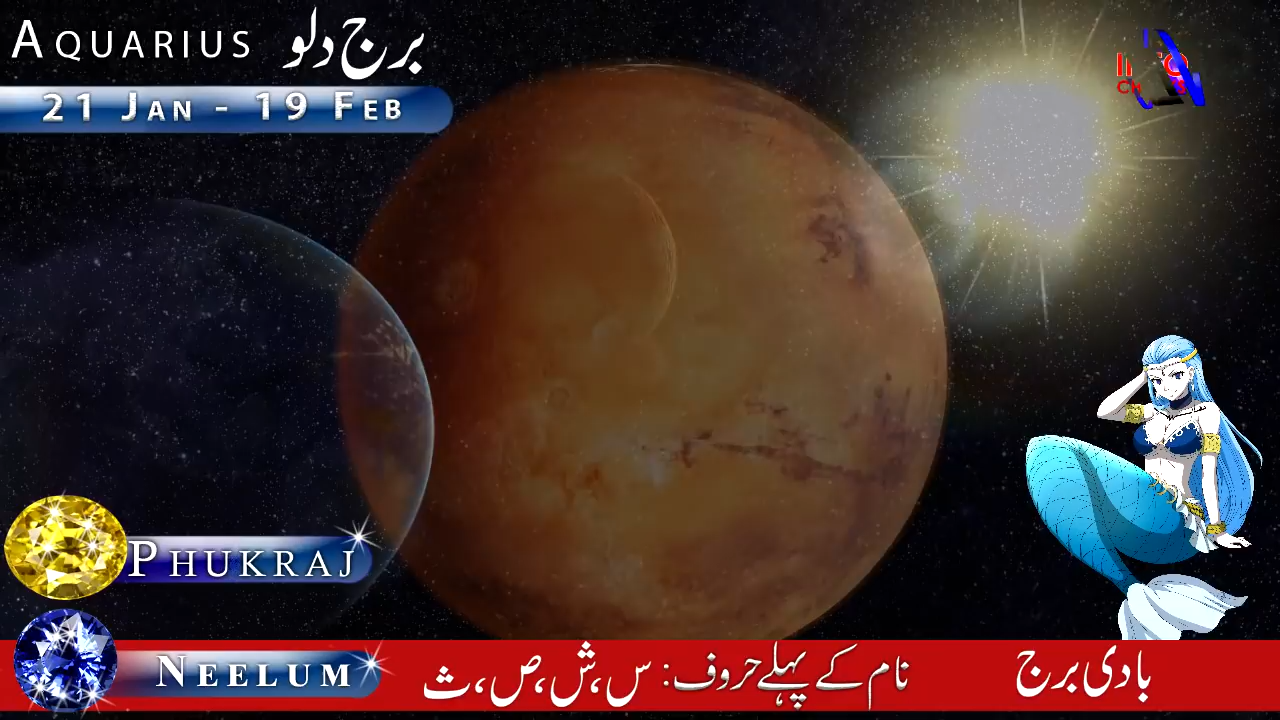 AQUARIUS برج دلو
21 JAN - 19 FEB
PHUKRAJ
NEELUM
نام کے پہلے حروف: س، ش، ص، ث
بادی برج